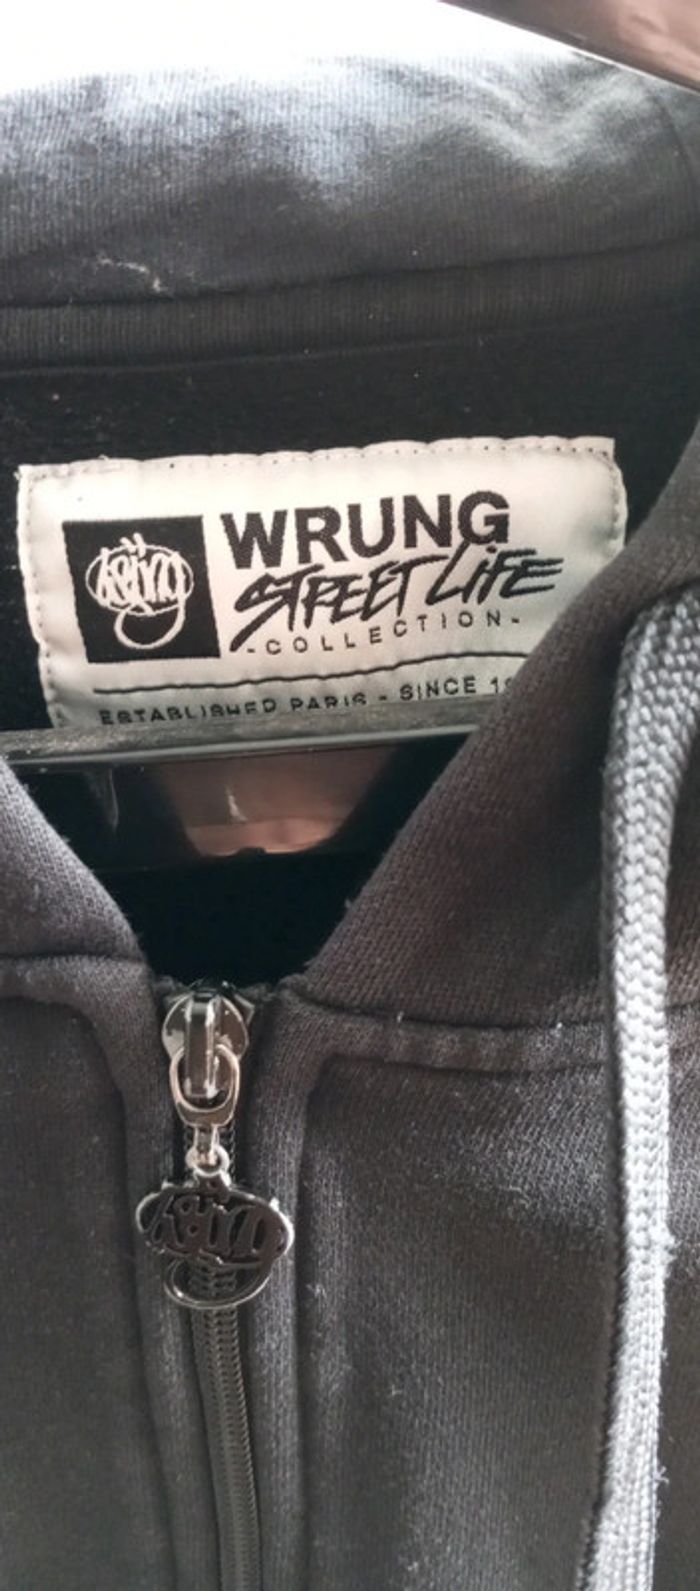 WRUNG
STREET LiFE
-COLLECTION-
ESTABLISHED PARIS - SINCE